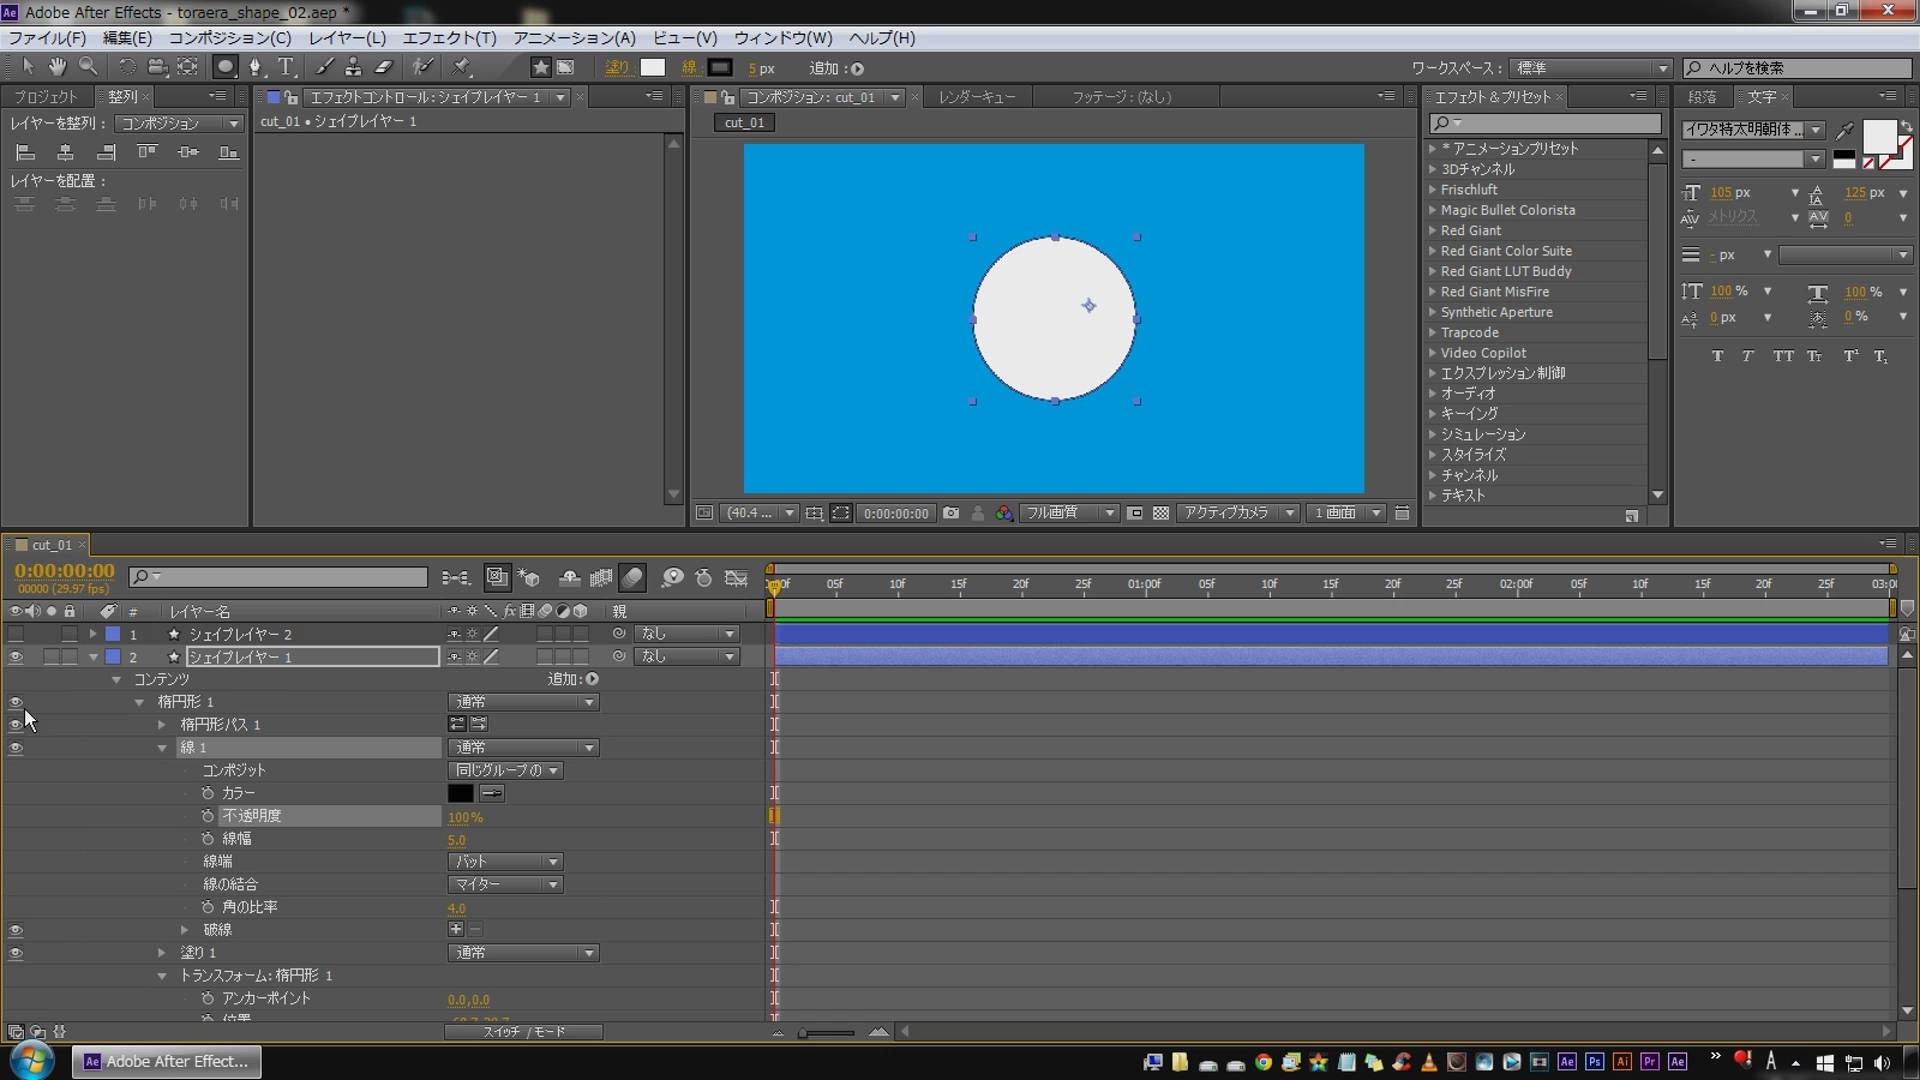 Adobe After Effects - toraera_shape_02.aep *
ファイル(F) 編集(E) コンポジション(C) レイヤー(L) エフェクト(T) アニメーション(A) ビュー(V) ウィンドウ(W) ヘルプ(H)
塗り 線 5 px 追加: ワークスペース: 標準 ヘルプを検索
プロジェクト 整列
エフェクトコントロール: シェイプレイヤー 1
コンポジション: cut_01 レンダーキュー フッテージ: (なし)
エフェクト＆プリセット
段落 文字
レイヤーを整列: コンポジション
cut_01 • シェイプレイヤー 1
cut_01
レイヤーを配置:
* アニメーションプリセット
3Dチャンネル
Frischluft
Magic Bullet Colorista
Red Giant
Red Giant Color Suite
Red Giant LUT Buddy
Red Giant MisFire
Synthetic Aperture
Trapcode
Video Copilot
エクスプレッション制御
オーディオ
キーイング
シミュレーション
スタイライズ
チャンネル
テキスト
イワタ特太明朝体 ...
-
105 px 125 px
メトリクス 0
- px
100 % 100 %
0 px 0 %
T T TT Tr T¹ T₁
(40.4 ... 0:00:00:00 フル画質 アクティブカメラ 1 画面
cut_01
0:00:00:00
00000 (29.97 fps)
05f 10f 15f 20f 25f 01:00f 05f 10f 15f 20f 25f 02:00f 05f 10f 15f 20f 25f
# レイヤー名 親
1 シェイプレイヤー 2 なし
2 シェイプレイヤー 1 なし
コンテンツ 追加:
楕円形 1 通常
楕円形パス 1
線 1 通常
コンポジット 同じグループの
カラー
不透明度 100%
線幅 5.0
線端 バット
線の結合 マイター
角の比率 4.0
破線
塗り 1 通常
トランスフォーム: 楕円形 1
アンカーポイント 0.0,0.0
位置
スイッチ / モード
Adobe After Effect...
Ae Ps Ai Pr Ae A